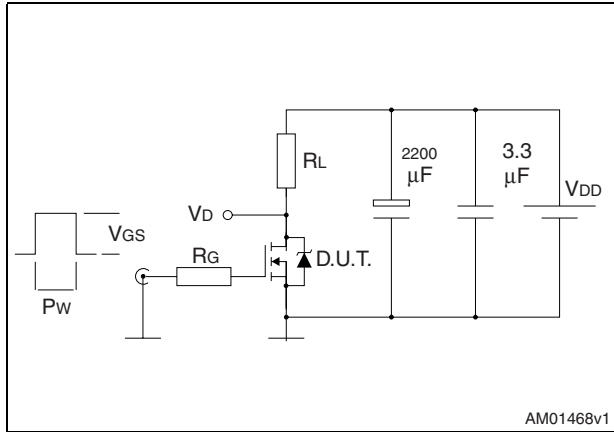 RL
2200
µF
3.3
µF
VDD
VD
VGS
RG
D.U.T.
PW
AM01468v1